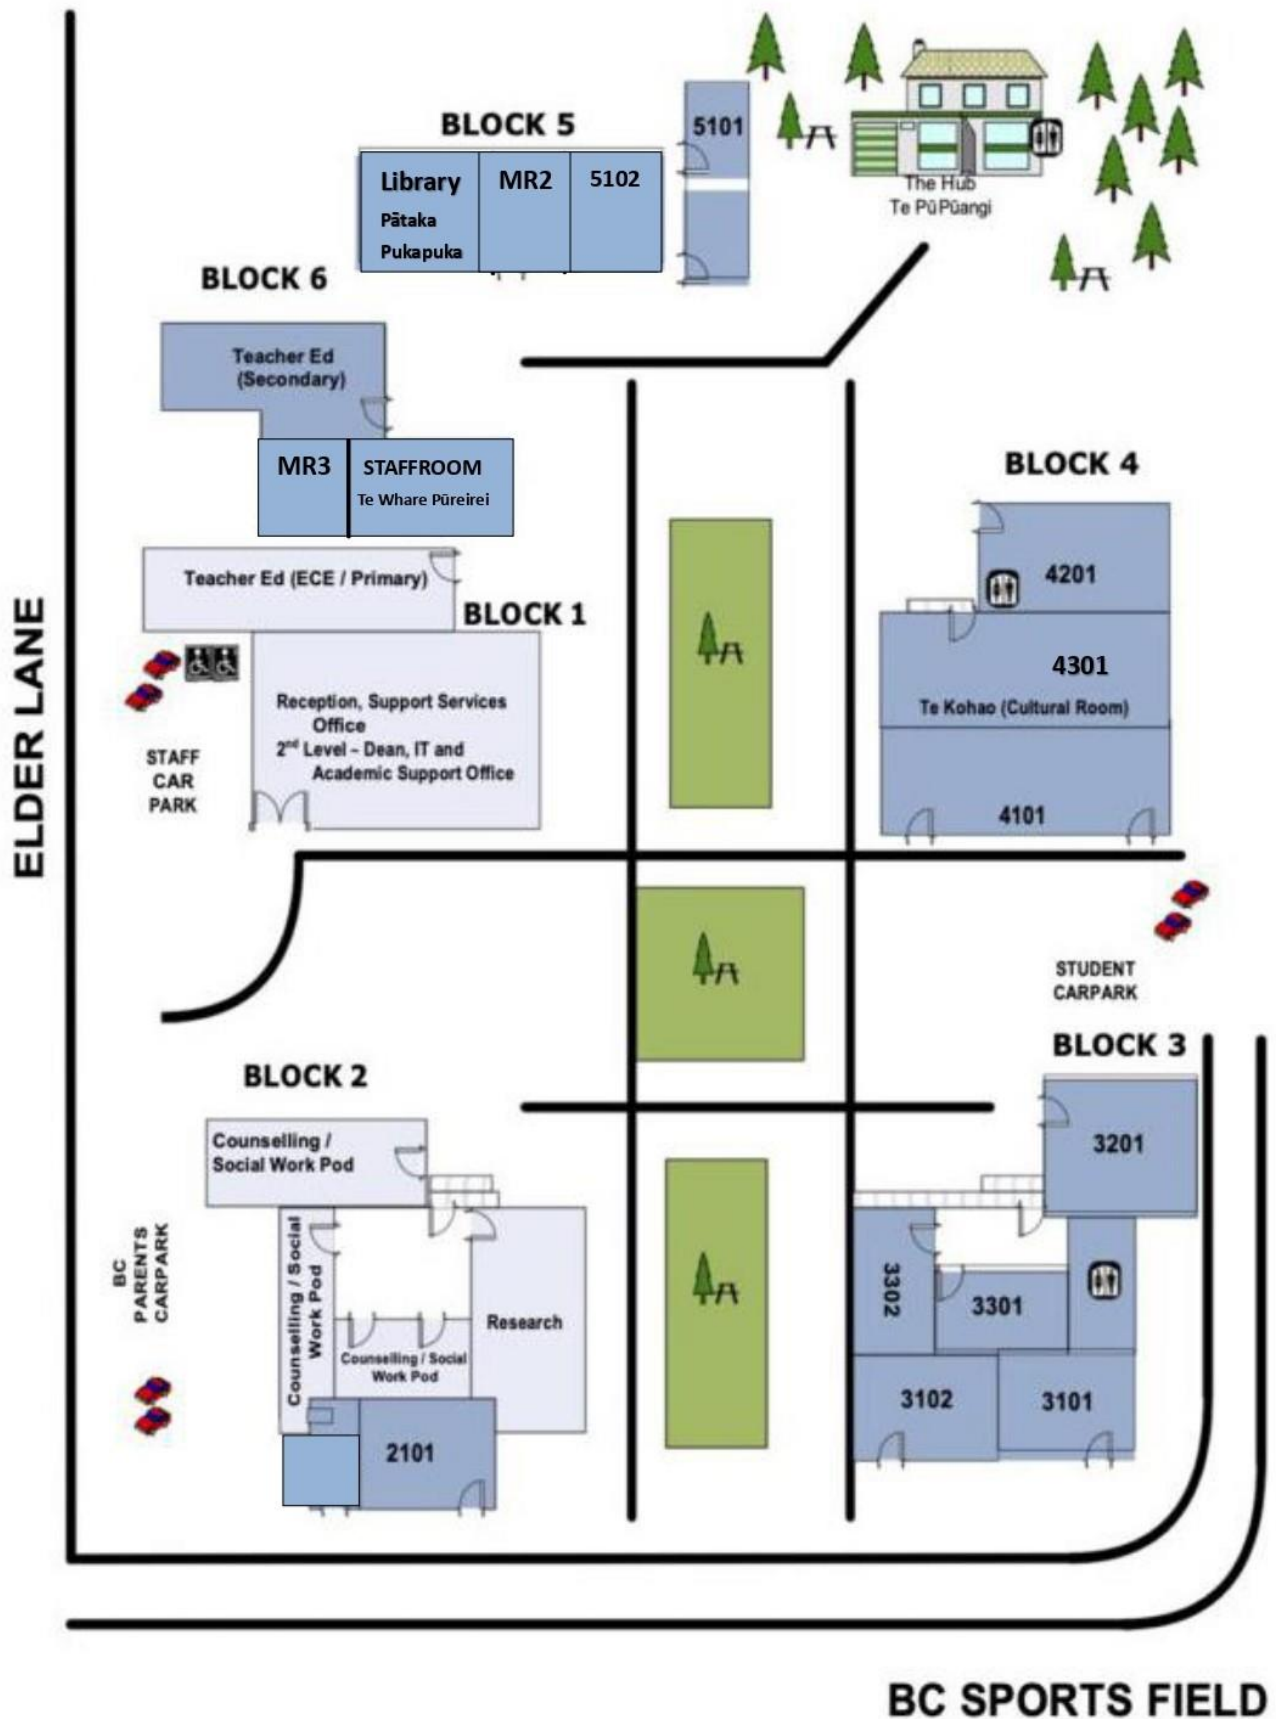 BLOCK 5
5101
Library
Pātaka
Pukapuka
MR2
5102
The Hub
Te Pū Pūangi
BLOCK 6
Teacher Ed
(Secondary)
MR3
STAFFROOM
Te Whare Pūreirei
BLOCK 4
4201
4301
Te Kohao (Cultural Room)
4101
Teacher Ed (ECE / Primary)
BLOCK 1
Reception, Support Services
Office
2nd Level – Dean, IT and
Academic Support Office
STAFF
CAR
PARK
ELDER LANE
STUDENT
CARPARK
BLOCK 3
3201
3302
3301
3102
3101
BLOCK 2
Counselling /
Social Work Pod
Counselling / Social
Work Pod
Research
Counselling / Social
Work Pod
2101
BC
PARENTS
CARPARK
BC SPORTS FIELD